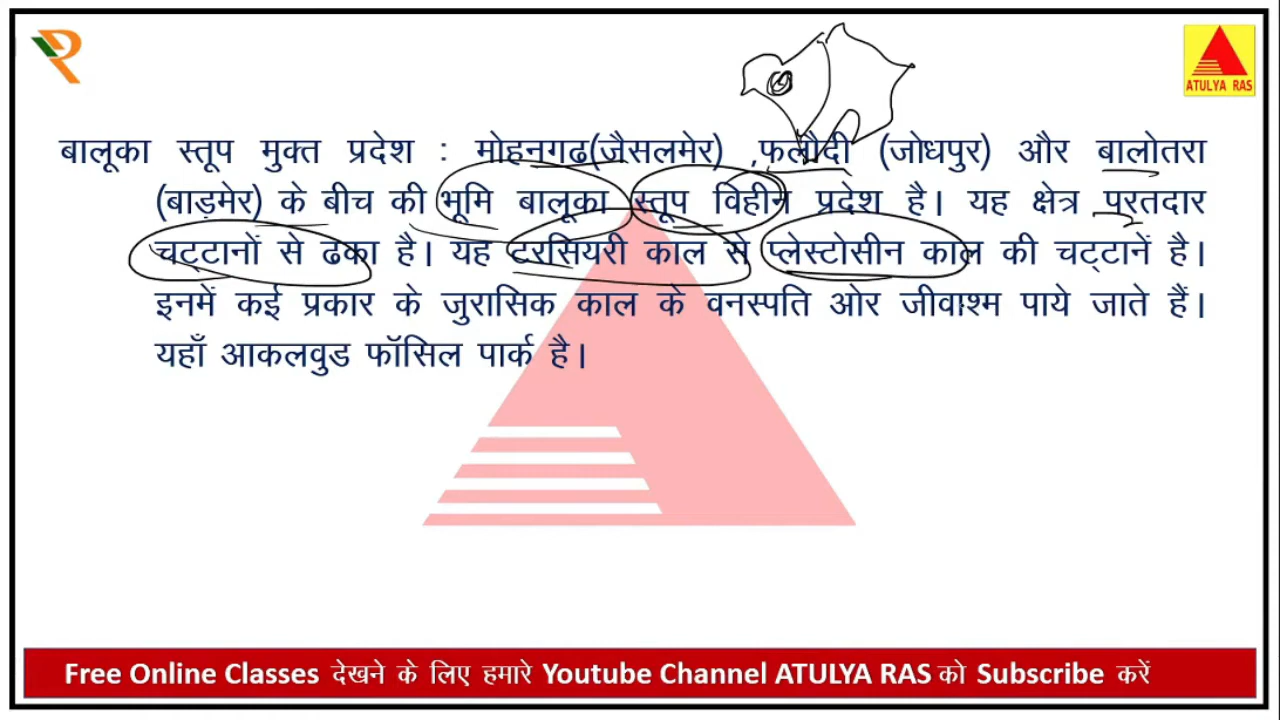 ATULYA RAS
बालूका स्तूप मुक्त प्रदेश : मोहनगढ(जैसलमेर) ,फलौदी (जोधपुर) और बालोतरा
(बाड़मेर) के बीच की भूमि बालूका स्तूप विहीन प्रदेश है। यह क्षेत्र परतदार
चट्टानों से ढका है। यह टरसियरी काल से प्लेस्टोसीन काल की चट्टानें है।
इनमें कई प्रकार के जुरासिक काल के वनस्पति ओर जीवाश्म पाये जाते हैं।
यहाँ आकलवुड फॉसिल पार्क है।
Free Online Classes देखने के लिए हमारे Youtube Channel ATULYA RAS को Subscribe करें